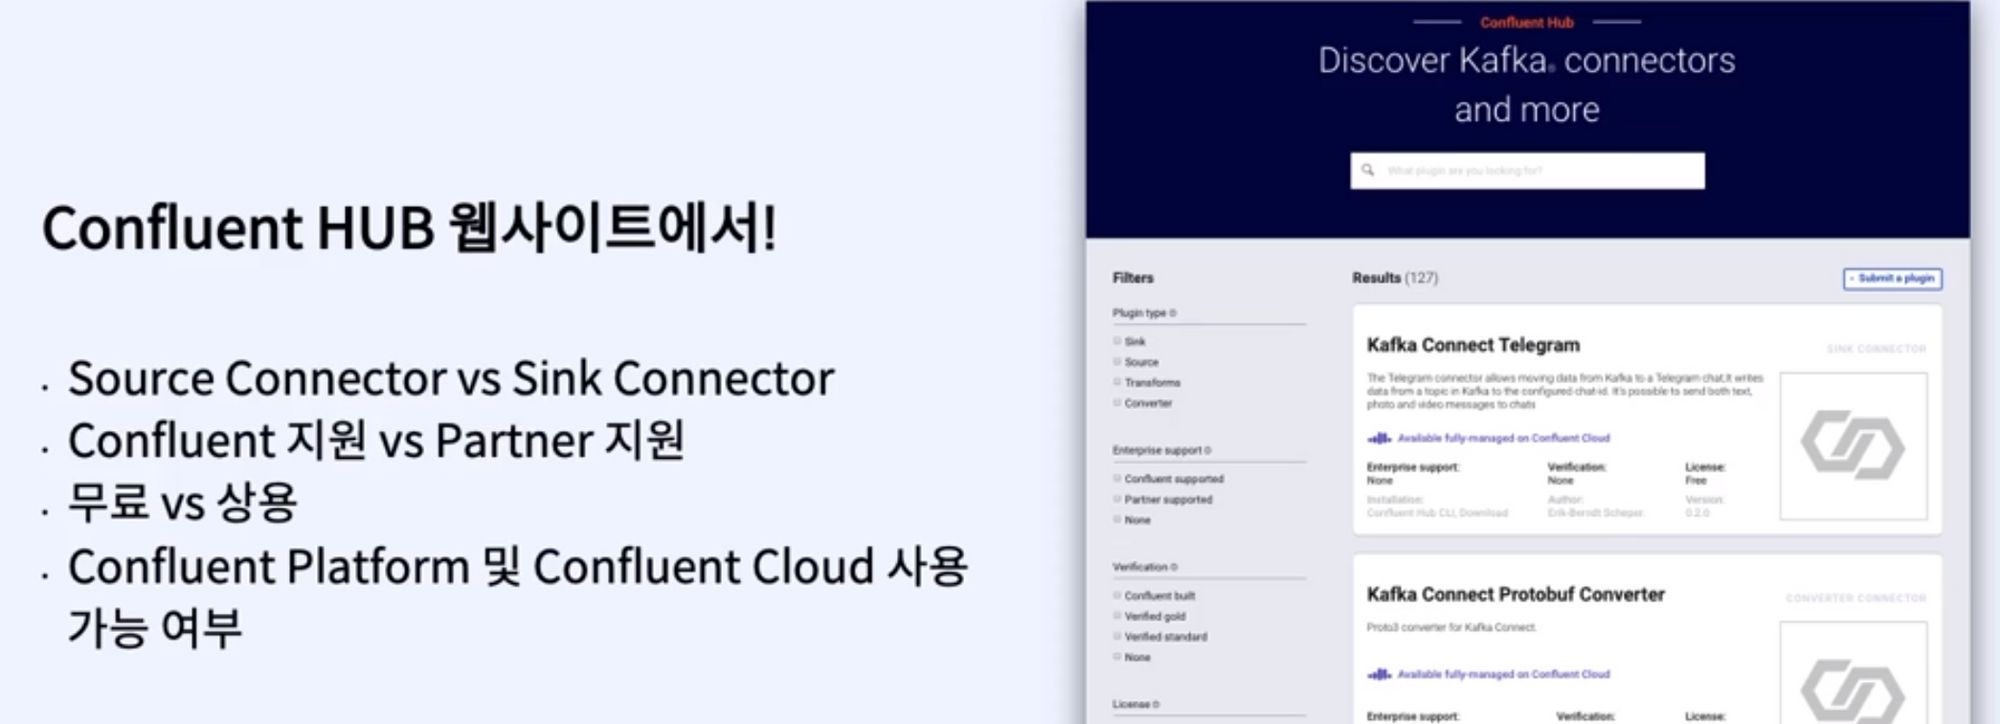 Confluent HUB 웹사이트에서!
· Source Connector vs Sink Connector
· Confluent 지원 vs Partner 지원
· 무료 vs 상용
· Confluent Platform 및 Confluent Cloud 사용
가능 여부
Confluent Hub
Discover Kafka® connectors
and more
What plugin are you looking for?
Filters
Plugin type
Sink
Source
Transforms
Converter
Enterprise support
Confluent supported
Partner supported
None
Verification
Confluent built
Verified gold
Verified standard
None
License
Results (127)
Submit a plugin
Kafka Connect Telegram
SINK CONNECTOR
The Telegram connector allows moving data from Kafka to a Telegram chat.It writes
data from a topic in Kafka to the configured chat-id. It's possible to send both text,
photo and video messages to chats
Available fully-managed on Confluent Cloud
Enterprise support: Verification: License:
None None Free
Installation: Author: Version:
Confluent Hub CLI, Download Erik-Berndt Scheper. 0.2.0
Kafka Connect Protobuf Converter
CONVERTER CONNECTOR
Proto3 converter for Kafka Connect.
Available fully-managed on Confluent Cloud
Enterprise support: Verification: License: